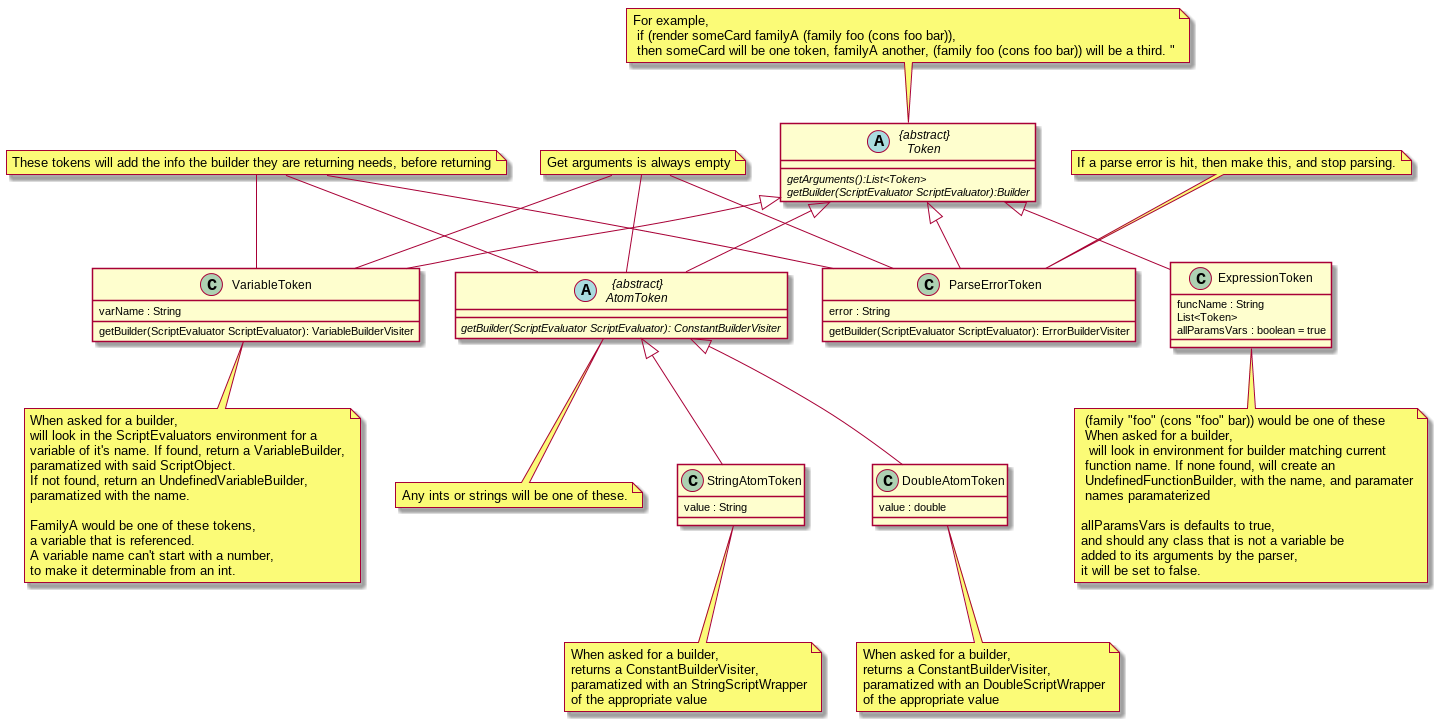 For example,
if (render someCard familyA (family foo (cons foo bar)),
then someCard will be one token, familyA another, (family foo (cons foo bar)) will be a third. "
A
{abstract}
Token
getArguments():List<Token>
getBuilder(ScriptEvaluator ScriptEvaluator):Builder
These tokens will add the info the builder they are returning needs, before returning
Get arguments is always empty
If a parse error is hit, then make this, and stop parsing.
C VariableToken
varName : String
getBuilder(ScriptEvaluator ScriptEvaluator): VariableBuilderVisiter
A
{abstract}
AtomToken
getBuilder(ScriptEvaluator ScriptEvaluator): ConstantBuilderVisiter
C ParseErrorToken
error : String
getBuilder(ScriptEvaluator ScriptEvaluator): ErrorBuilderVisiter
C ExpressionToken
funcName : String
List<Token>
allParamsVars : boolean = true
When asked for a builder,
will look in the ScriptEvaluators environment for a
variable of it's name. If found, return a VariableBuilder,
paramatized with said ScriptObject.
If not found, return an UndefinedVariableBuilder,
paramatized with the name.
FamilyA would be one of these tokens,
a variable that is referenced.
A variable name can't start with a number,
to make it determinable from an int.
Any ints or strings will be one of these.
C StringAtomToken
value : String
C DoubleAtomToken
value : double
(family "foo" (cons "foo" bar)) would be one of these
When asked for a builder,
will look in environment for builder matching current
function name. If none found, will create an
UndefinedFunctionBuilder, with the name, and paramater
names paramaterized
allParamsVars is defaults to true,
and should any class that is not a variable be
added to its arguments by the parser,
it will be set to false.
When asked for a builder,
returns a ConstantBuilderVisiter,
paramatized with an StringScriptWrapper
of the appropriate value
When asked for a builder,
returns a ConstantBuilderVisiter,
paramatized with an DoubleScriptWrapper
of the appropriate value